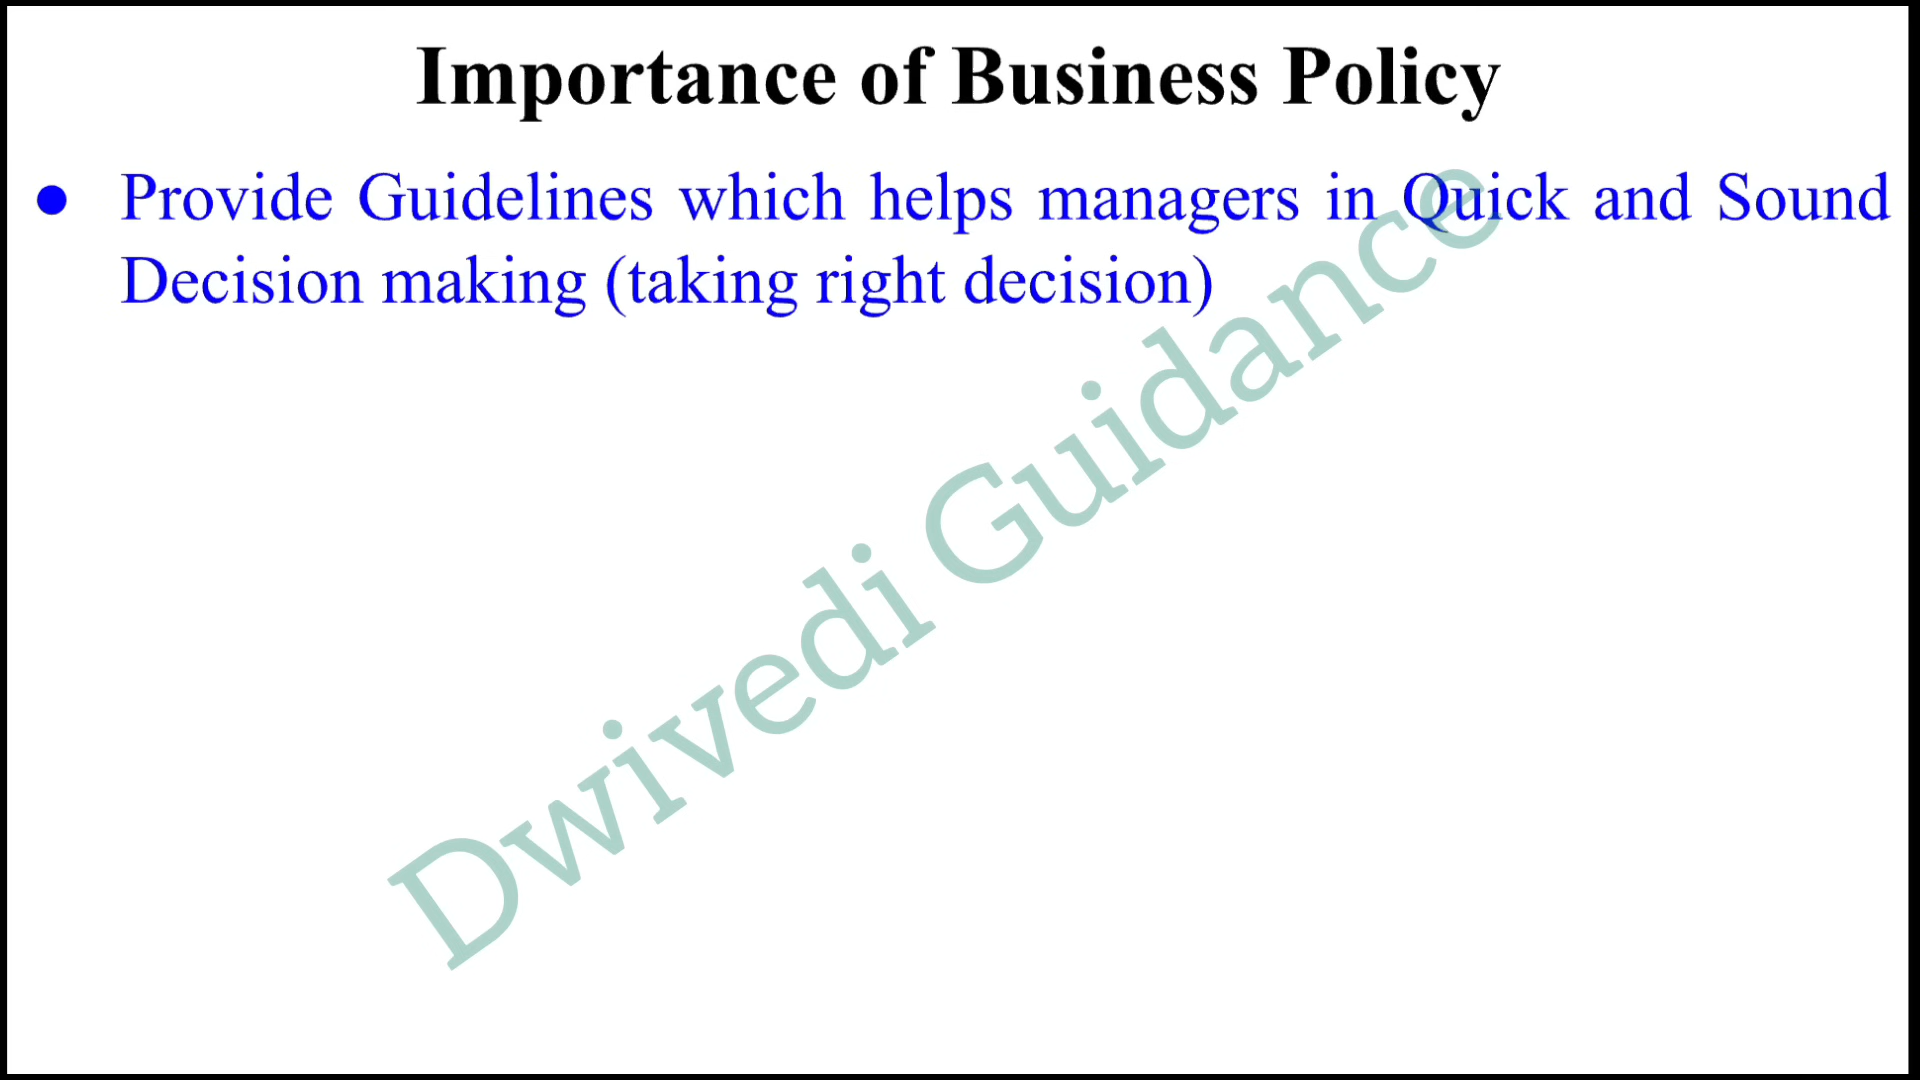 Importance of Business Policy
● Provide Guidelines which helps managers in Quick and Sound
Decision making (taking right decision)
Dwivedi Guidance